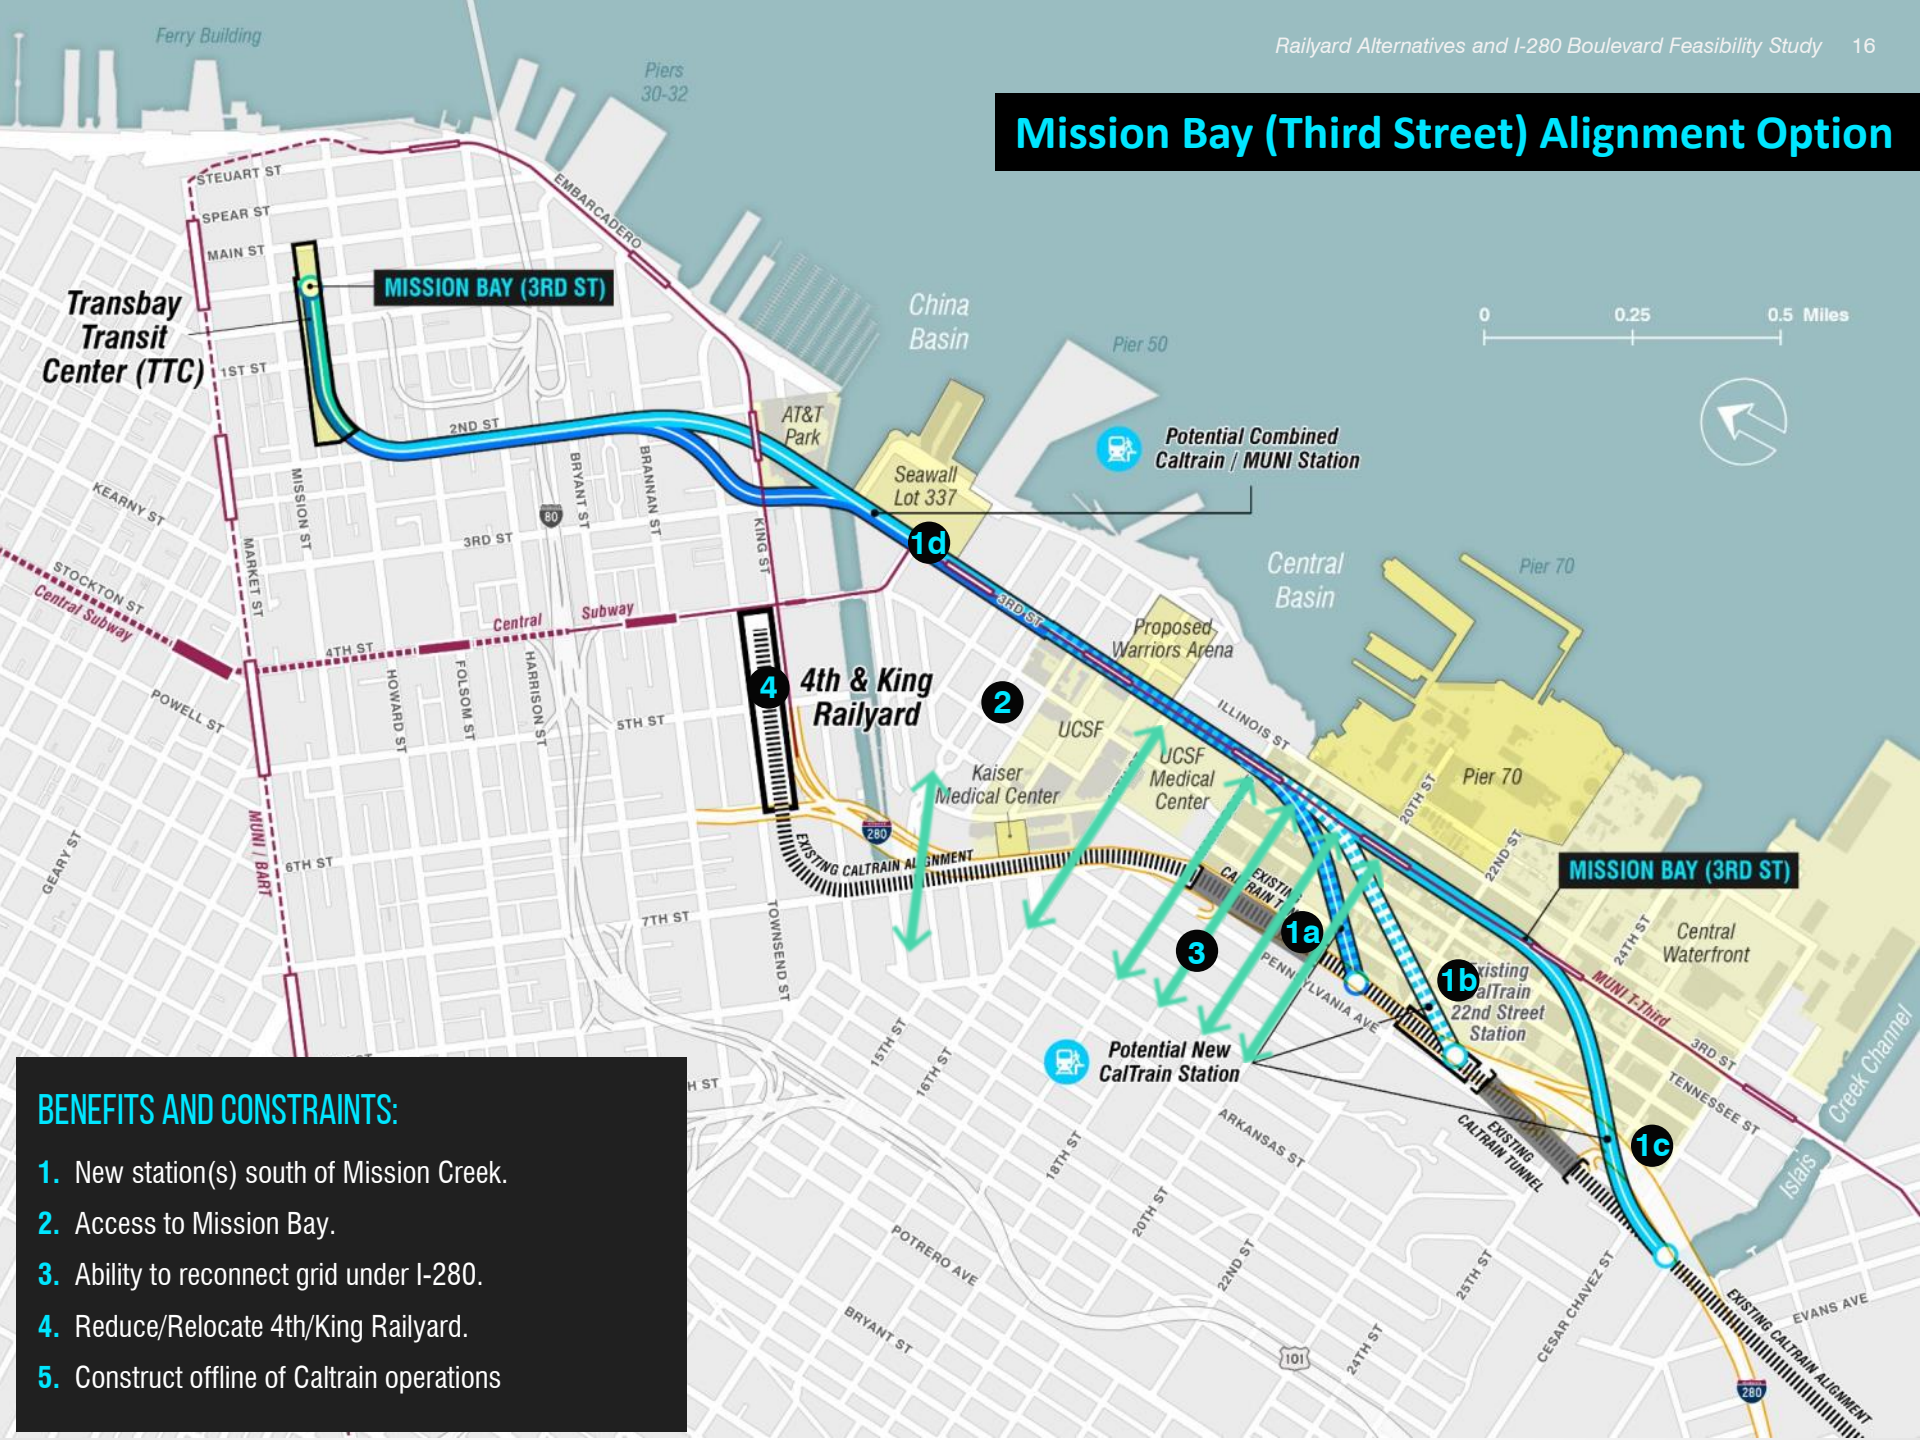 Railyard Alternatives and I-280 Boulevard Feasibility Study 16
Mission Bay (Third Street) Alignment Option
Ferry Building
Piers
30-32
STEUART ST
SPEAR ST
MAIN ST
EMBARCADERO
Transbay
Transit
Center (TTC)
MISSION BAY (3RD ST)
1ST ST
2ND ST
China
Basin
Pier 50
0 0.25 0.5 Miles
AT&T
Park
Seawall
Lot 337
Potential Combined
Caltrain / MUNI Station
KEARNY ST
MISSION ST
80
BRYANT ST
BRANNAN ST
KING ST
3RD ST
MARKET ST
STOCKTON ST
Central Subway
1d
3RD ST
Central
Basin
Pier 70
Central Subway
4TH ST
HOWARD ST
FOLSOM ST
HARRISON ST
POWELL ST
5TH ST
4
4th & King
Railyard
2
Proposed
Warriors Arena
ILLINOIS ST
UCSF
UCSF
Medical
Center
Kaiser
Medical Center
Pier 70
20TH ST
22ND ST
MISSION BAY (3RD ST)
GEARY ST
MUNI / BART
6TH ST
280
EXISTING CALTRAIN ALIGNMENT
7TH ST
TOWNSEND ST
EXISTING
1a
3
PENNSYLVANIA AVE
1b
Existing
CalTrain
22nd Street
Station
24TH ST
Central
Waterfront
MUNI T-Third
3RD ST
TENNESSEE ST
Creek Channel
Islais
Potential New
CalTrain Station
15TH ST
16TH ST
18TH ST
20TH ST
22ND ST
ARKANSAS ST
EXISTING
CALTRAIN TUNNEL
1c
POTRERO AVE
BRYANT ST
25TH ST
24TH ST
CESAR CHAVEZ ST
101
EVANS AVE
EXISTING CALTRAIN ALIGNMENT
280
BENEFITS AND CONSTRAINTS:
1. New station(s) south of Mission Creek.
2. Access to Mission Bay.
3. Ability to reconnect grid under I-280.
4. Reduce/Relocate 4th/King Railyard.
5. Construct offline of Caltrain operations